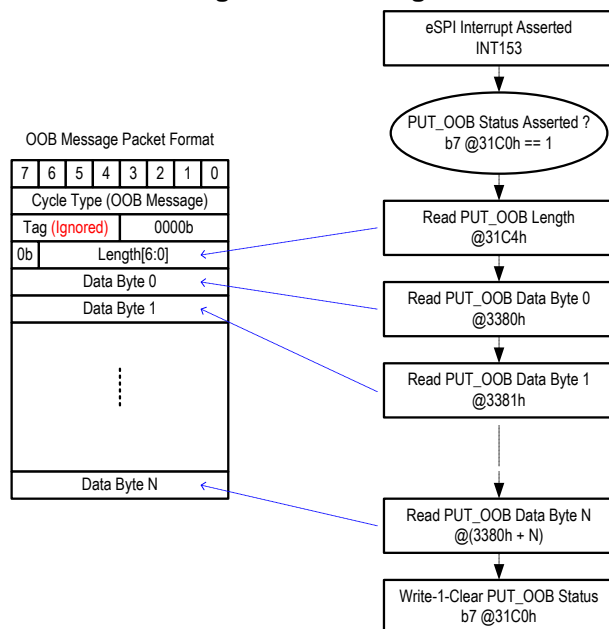 eSPI Interrupt Asserted
INT153
PUT_OOB Status Asserted ?
b7 @31C0h == 1
OOB Message Packet Format
7 6 5 4 3 2 1 0
Cycle Type (OOB Message)
Tag (Ignored) 0000b
0b Length[6:0]
Data Byte 0
Data Byte 1
Data Byte N
Read PUT_OOB Length
@31C4h
Read PUT_OOB Data Byte 0
@3380h
Read PUT_OOB Data Byte 1
@3381h
Read PUT_OOB Data Byte N
@(3380h + N)
Write-1-Clear PUT_OOB Status
b7 @31C0h